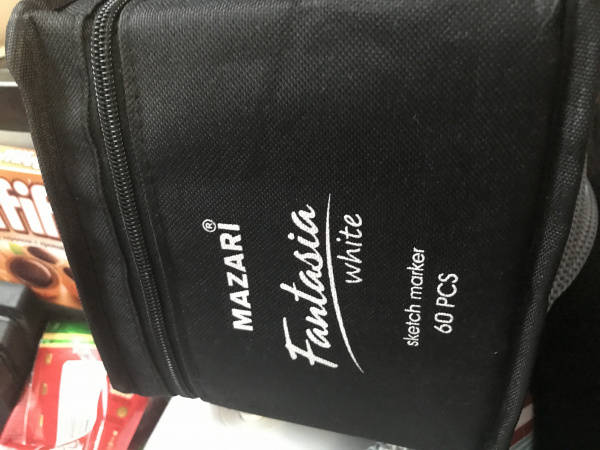 MAZARI®
Fantasia
white
sketch marker
60 PCS